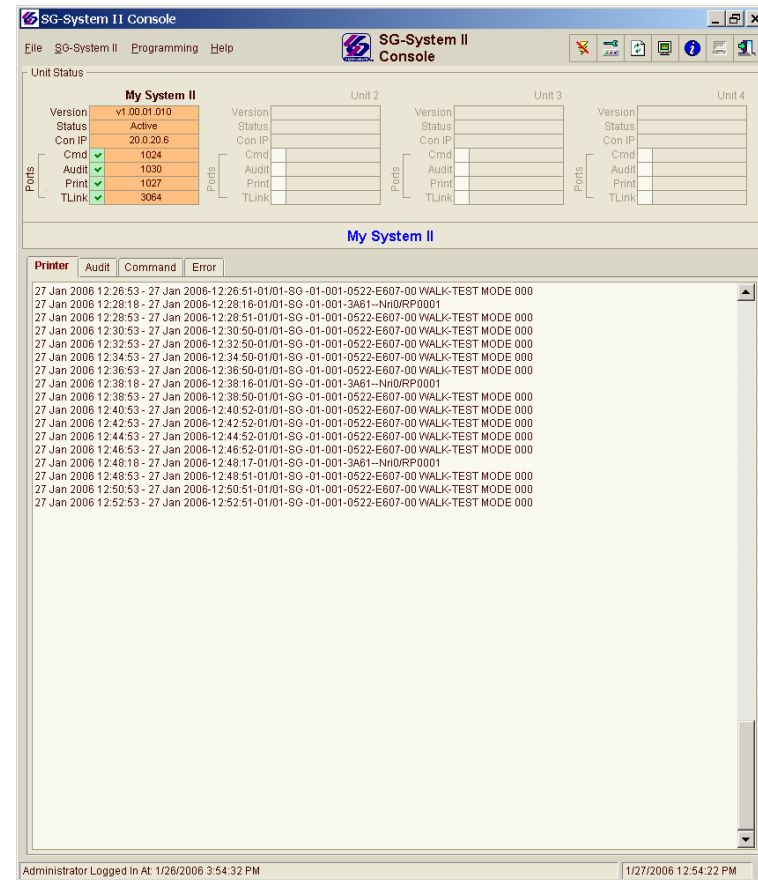 SG-System II Console
File SG-System II Programming Help
SG-System II
Console
Unit Status
My System II Unit 2 Unit 3 Unit 4
Version v1.00.01.010 Version Version Version
Status Active Status Status Status
Con IP 20.0.20.6 Con IP Con IP Con IP
Ports Cmd 1024 Ports Cmd Ports Cmd Ports Cmd
Audit 1030 Audit Audit Audit
Print 1027 Print Print Print
TLink 3064 TLink TLink TLink
My System II
Printer Audit Command Error
27 Jan 2006 12:26:53 - 27 Jan 2006-12:26:51-01/01-SG -01-001-0522-E607-00 WALK-TEST MODE 000
27 Jan 2006 12:28:18 - 27 Jan 2006-12:28:16-01/01-SG -01-001-3A61--Nri0/RP0001
27 Jan 2006 12:28:53 - 27 Jan 2006-12:28:51-01/01-SG -01-001-0522-E607-00 WALK-TEST MODE 000
27 Jan 2006 12:30:53 - 27 Jan 2006-12:30:50-01/01-SG -01-001-0522-E607-00 WALK-TEST MODE 000
27 Jan 2006 12:32:53 - 27 Jan 2006-12:32:50-01/01-SG -01-001-0522-E607-00 WALK-TEST MODE 000
27 Jan 2006 12:34:53 - 27 Jan 2006-12:34:50-01/01-SG -01-001-0522-E607-00 WALK-TEST MODE 000
27 Jan 2006 12:36:53 - 27 Jan 2006-12:36:50-01/01-SG -01-001-0522-E607-00 WALK-TEST MODE 000
27 Jan 2006 12:38:18 - 27 Jan 2006-12:38:16-01/01-SG -01-001-3A61--Nri0/RP0001
27 Jan 2006 12:38:53 - 27 Jan 2006-12:38:50-01/01-SG -01-001-0522-E607-00 WALK-TEST MODE 000
27 Jan 2006 12:40:53 - 27 Jan 2006-12:40:52-01/01-SG -01-001-0522-E607-00 WALK-TEST MODE 000
27 Jan 2006 12:42:53 - 27 Jan 2006-12:42:52-01/01-SG -01-001-0522-E607-00 WALK-TEST MODE 000
27 Jan 2006 12:44:53 - 27 Jan 2006-12:44:52-01/01-SG -01-001-0522-E607-00 WALK-TEST MODE 000
27 Jan 2006 12:46:53 - 27 Jan 2006-12:46:52-01/01-SG -01-001-0522-E607-00 WALK-TEST MODE 000
27 Jan 2006 12:48:18 - 27 Jan 2006-12:48:17-01/01-SG -01-001-3A61--Nri0/RP0001
27 Jan 2006 12:48:53 - 27 Jan 2006-12:48:51-01/01-SG -01-001-0522-E607-00 WALK-TEST MODE 000
27 Jan 2006 12:50:53 - 27 Jan 2006-12:50:51-01/01-SG -01-001-0522-E607-00 WALK-TEST MODE 000
27 Jan 2006 12:52:53 - 27 Jan 2006-12:52:51-01/01-SG -01-001-0522-E607-00 WALK-TEST MODE 000
Administrator Logged In At: 1/26/2006 3:54:32 PM 1/27/2006 12:54:22 PM